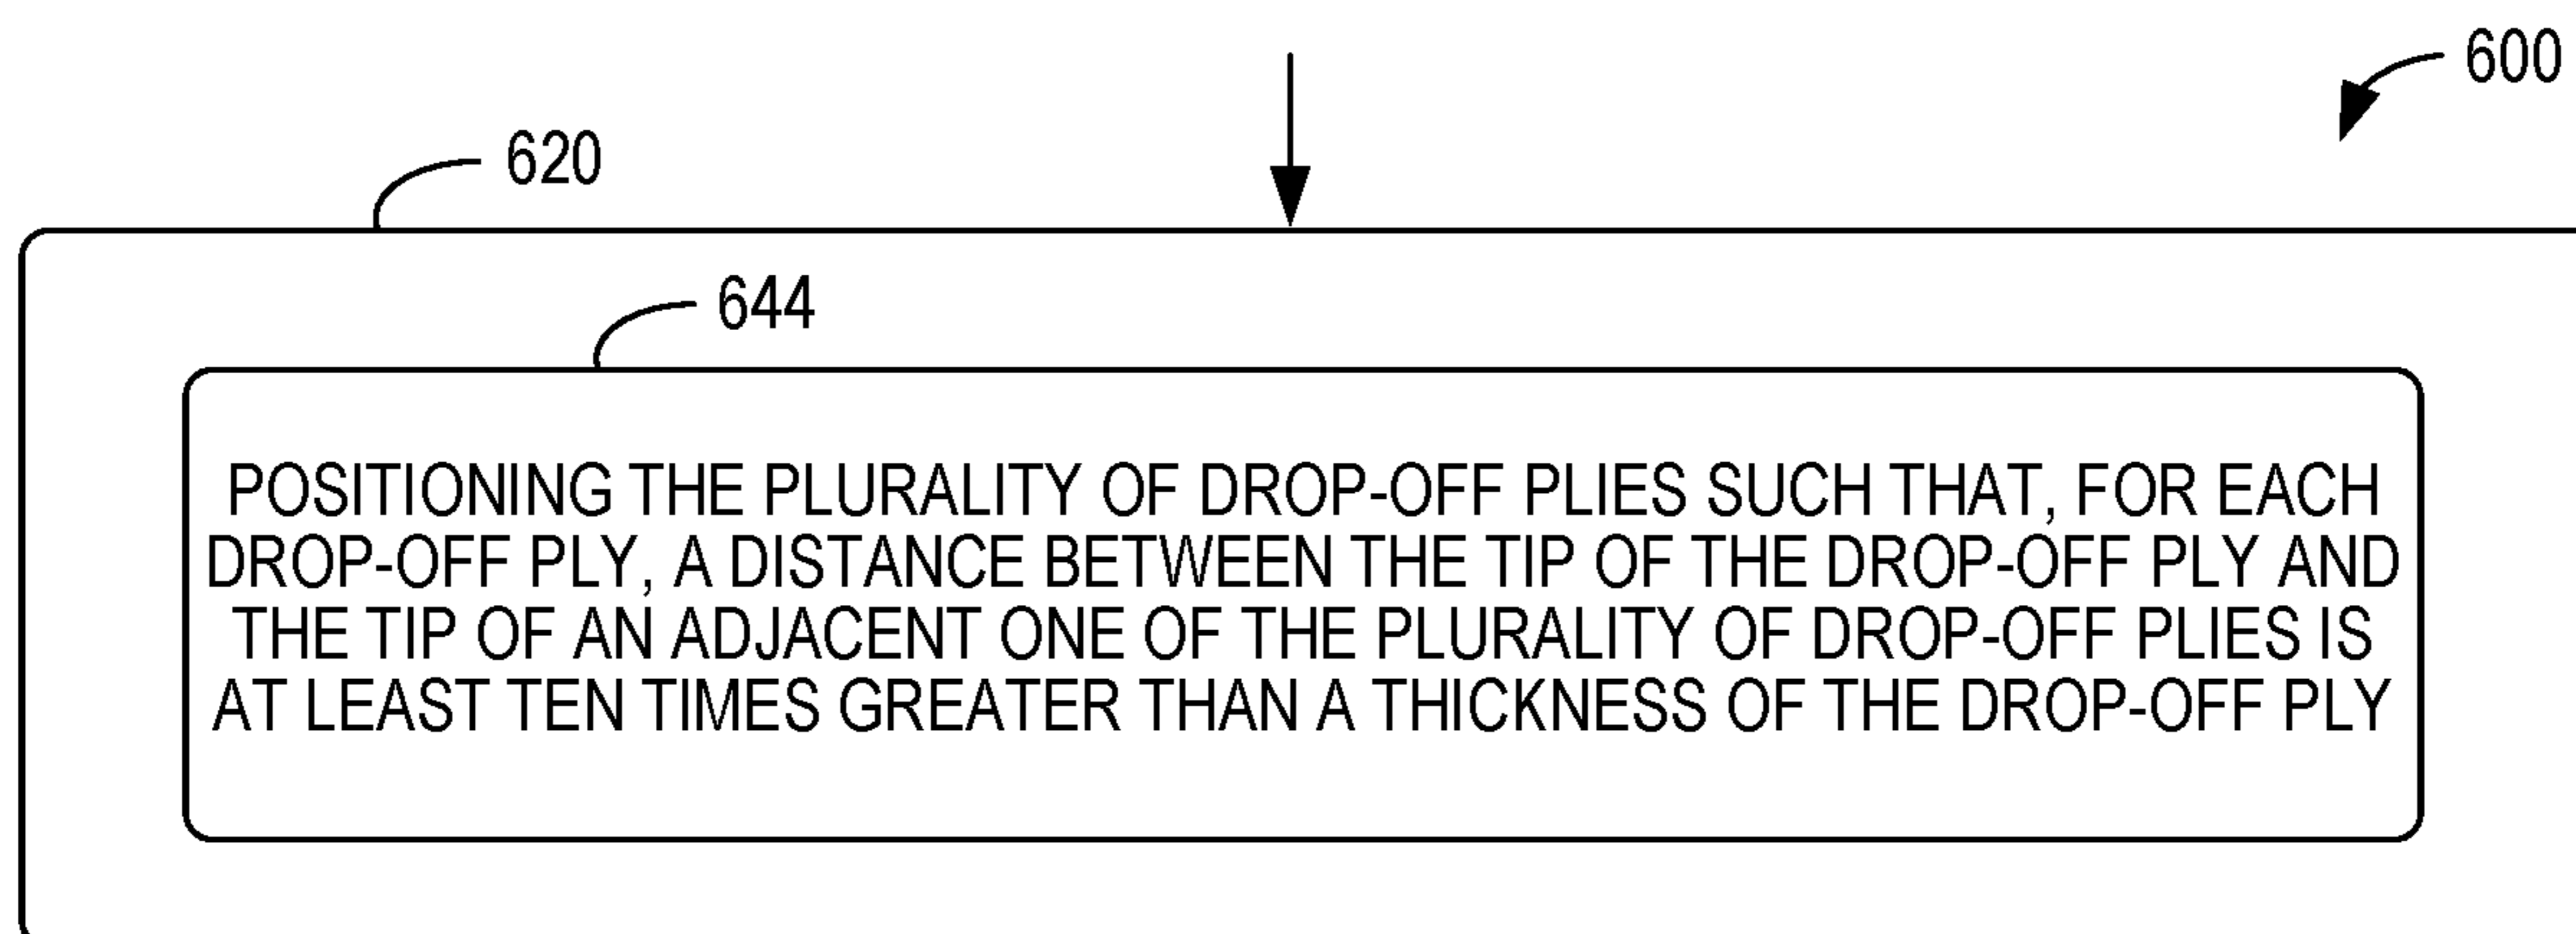 600
620
644
POSITIONING THE PLURALITY OF DROP-OFF PLIES SUCH THAT, FOR EACH
DROP-OFF PLY, A DISTANCE BETWEEN THE TIP OF THE DROP-OFF PLY AND
THE TIP OF AN ADJACENT ONE OF THE PLURALITY OF DROP-OFF PLIES IS
AT LEAST TEN TIMES GREATER THAN A THICKNESS OF THE DROP-OFF PLY